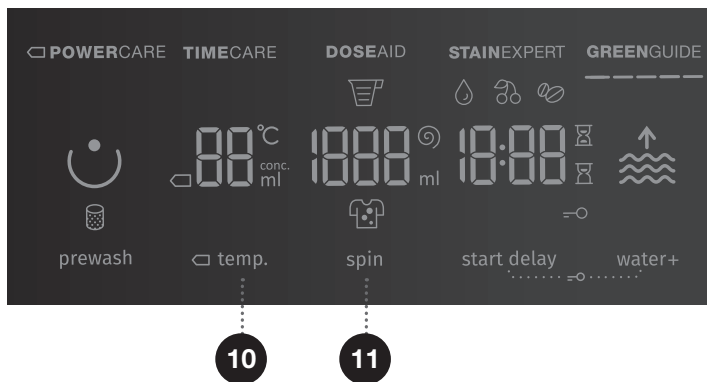 POWERCARE TIMECARE DOSEAID STAINEXPERT GREENGUIDE
88 °C 1888 18:88
conc.
ml ml
prewash temp. spin start delay water+
10 11